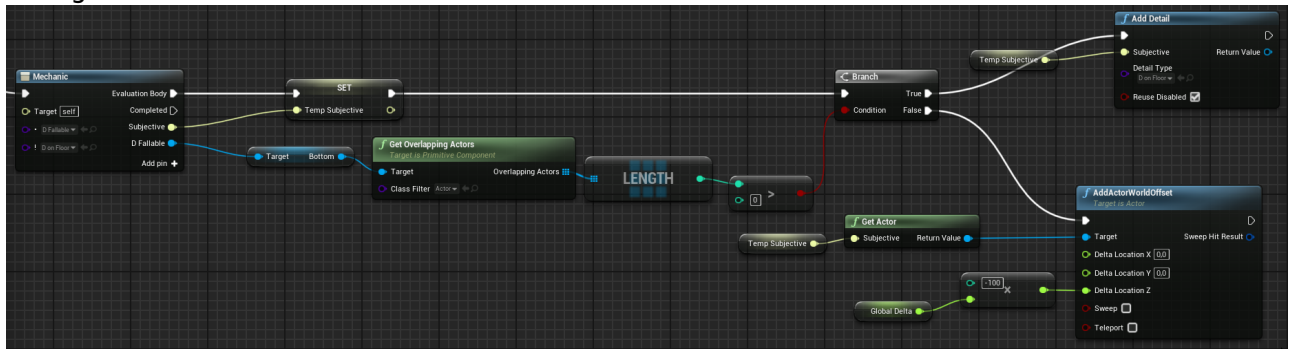 Mechanic
Evaluation Body
Target self
Completed
Subjective
D Fallable
D Fallable
! D on Floor
Add pin +
SET
Temp Subjective
Target Bottom
f Get Overlapping Actors
Target is Primitive Component
Target
Overlapping Actors
Class Filter Actor
LENGTH
0 >
Branch
True
Condition
False
Temp Subjective
f Add Detail
Subjective
Return Value
Detail Type
D on Floor
Reuse Disabled
Temp Subjective
f Get Actor
Subjective
Return Value
Global Delta
-100 x
f AddActorWorldOffset
Target is Actor
Target
Sweep Hit Result
Delta Location X 0,0
Delta Location Y 0,0
Delta Location Z
Sweep
Teleport